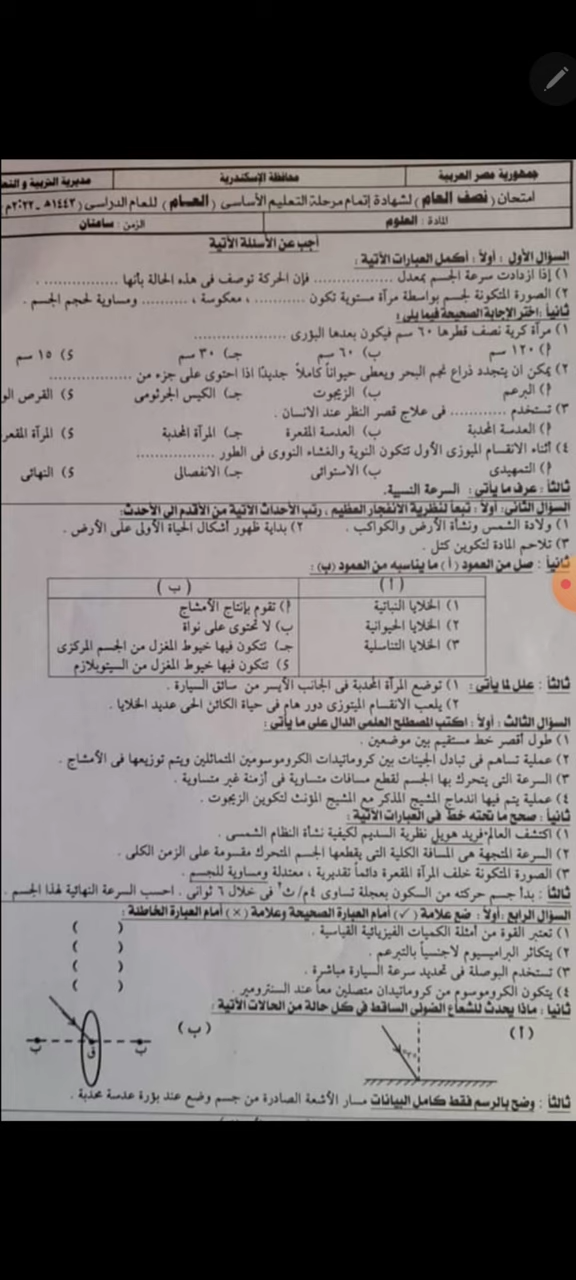 جمهورية مصر العربية
محافظة الإسكندرية
مديرية التربية و
امتحان ( نصف العام ) لشهادة إتمام مرحلة التعليم الأساسى ( العـــام ) للعام الدراسى ( ١٤٤٣هـ
المادة : العلوم
الزمن : ساعتان
أجب عن الأسئلة الآتية
السؤال الأول : أولاً : أكمل العبارات الآتية :
١) إذا ازدادت سرعة الجسم بمعدل .............. فإن الحركة توصف فى هذه الحالة بأنها .............. .
٢) الصورة المتكونة لجسم بواسطة مرآة مستوية تكون .......... ، معكوسة ، .......... ومساوية لحجم الجسم .
ثانياً : اختر الإجابة الصحيحة فيما يلى :
١) مرآة كرية نصف قطرها ٦٠ سم فيكون بعدها البؤرى ..............
أ) ١٢٠ سم ب) ٦٠ سم جـ) ٣٠ سم د) ١٥ سم
٢) يمكن ان يتجدد ذراع نجم البحر ويعطى حيواناً كاملاً جديدًا اذا احتوى على جزء من ..............
أ) البرعم ب) الزيجوت جـ) الكيس الجرثومى د) القرص
٣) تستخدم .......... فى علاج قصر النظر عند الانسان .
أ) العدسة المحدبة ب) العدسة المقعرة جـ) المرآة المحدبة د) المرآة المقعر
٤) أثناء الانقسام الميوزى الأول تتكون النوية والغشاء النووى فى الطور ..............
أ) التمهيدى ب) الاستوائى جـ) الانفصالى د) النهائى
ثالثاً : عرف ما يأتى : السرعة النسبية.
السؤال الثانى : أولاً : تبعاً لنظرية الانفجار العظيم ، رتب الأحداث الآتية من الأقدم إلى الأحدث:
١) ولادة الشمس ونشأة الأرض والكواكب . ٢) بداية ظهور أشكال الحياة الأولى على الأرض .
٣) تلاحم المادة لتكوين كتل .
ثانياً : صل من العمود ( أ ) ما يناسبه من العمود (ب) :
( أ ) ( ب )
١) الخلايا النباتية أ) تقوم بإنتاج الأمشاج
٢) الخلايا الحيوانية ب) لا تحتوى على نواة
٣) الخلايا التناسلية جـ) تتكون فيها خيوط المغزل من الجسم المركزى
د) تتكون فيها خيوط المغزل من السيتوبلازم
ثالثاً : علل لما يأتى : ١) توضع المرآة المحدبة فى الجانب الأيسر من سائق السيارة .
٢) يلعب الانقسام الميتوزى دور هام فى حياة الكائن الحى عديد الخلايا .
السؤال الثالث : أولاً : اكتب المصطلح العلمى الدال على ما يأتى :
١) طول أقصر خط مستقيم بين موضعين .
٢) عملية تساهم فى تبادل الجينات بين كروماتيدات الكروموسومين المتماثلين ويتم توزيعها فى الأمشاج .
٣) السرعة التى يتحرك بها الجسم لقطع مسافات متساوية فى أزمنة غير متساوية .
٤) عملية يتم فيها اندماج المشيج المذكر مع المشيج المؤنث لتكوين الزيجوت .
ثانياً : صحح ما تحته خط فى العبارات الآتية :
١) اكتشف العالم فريد هويل نظرية السديم لكيفية نشأة النظام الشمسى .
٢) السرعة المتجهة هى المسافة الكلية التى يقطعها الجسم المتحرك مقسومة على الزمن الكلى .
٣) الصورة المتكونة خلف المرآة المقعرة دائماً تقديرية ، معتدلة ومساوية للجسم .
ثالثاً : بدأ جسم حركته من السكون بعجلة تساوى ٤م/ث٢ فى خلال ٦ ثوانى . احسب السرعة النهائية لهذا الجسم .
السؤال الرابع : أولاً : ضع علامة (✓) أمام العبارة الصحيحة وعلامة (×) أمام العبارة الخاطئة :
١) تعتبر القوة من أمثلة الكميات الفيزيائية القياسية . ( )
٢) يتكاثر البراميسيوم لاجنسياً بالتبرعم . ( )
٣) تستخدم البوصلة فى تحديد سرعة السيارة مباشرة . ( )
٤) يتكون الكروموسوم من كروماتيدان متصلين معاً عند السنترومير . ( )
ثانياً : ماذا يحدث للشعاع الضوئى الساقط فى كل حالة من الحالات الآتية :
( أ ) (ب)
ب ق ب
ثالثاً : وضح بالرسم فقط كامل البيانات مسار الأشعة الصادرة من جسم وضع عند بؤرة عدسة محدبة .